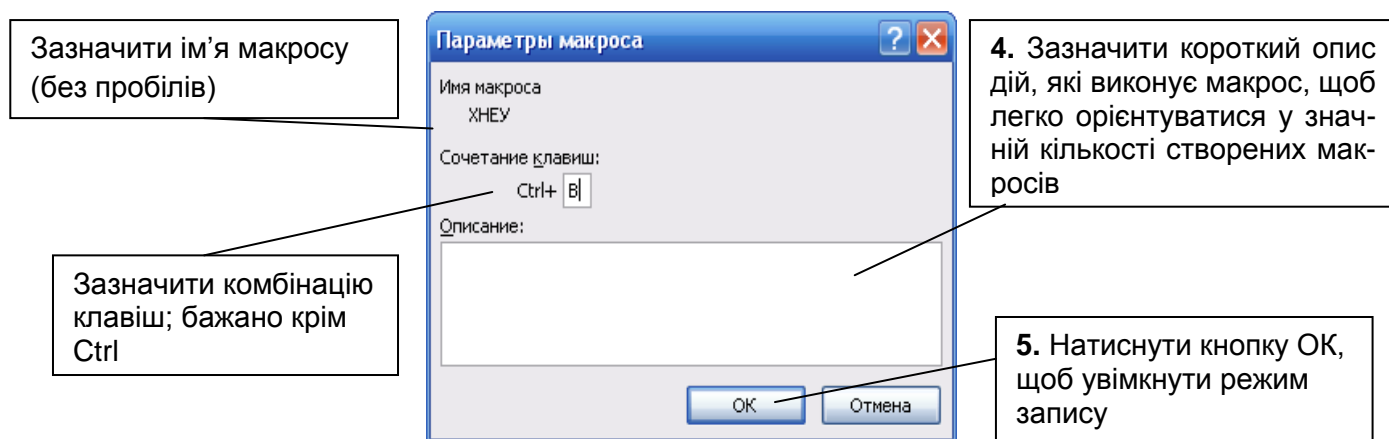 Зазначити ім’я макросу
(без пробілів)
Параметры макроса
Имя макроса
ХНЕУ
Сочетание клавиш:
Ctrl+ В
Описание:
ОК
Отмена
Зазначити комбінацію
клавіш; бажано крім
Ctrl
4. Зазначити короткий опис
дій, які виконує макрос, щоб
легко орієнтуватися у знач-
ній кількості створених мак-
росів
5. Натиснути кнопку ОК,
щоб увімкнути режим
запису